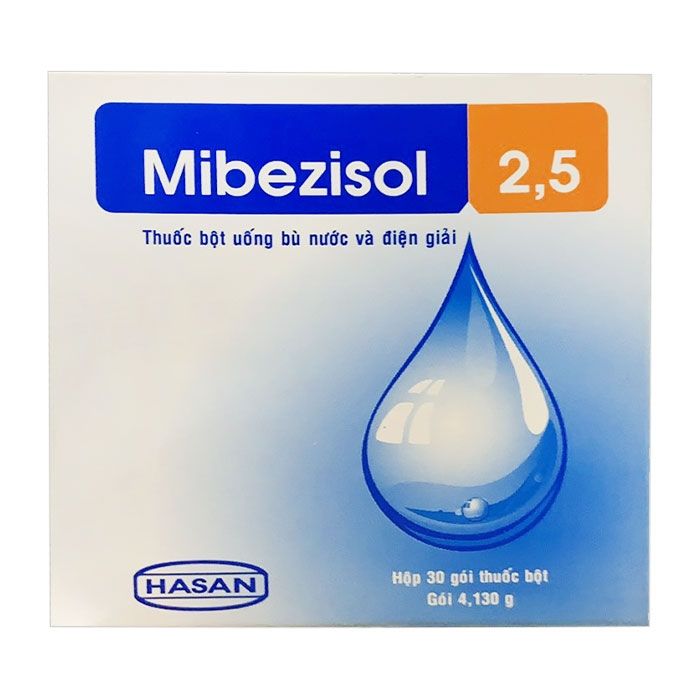 Mibezisol 2,5
Thuốc bột uống bù nước và điện giải
HASAN
Hộp 30 gói thuốc bột
Gói 4,130 g